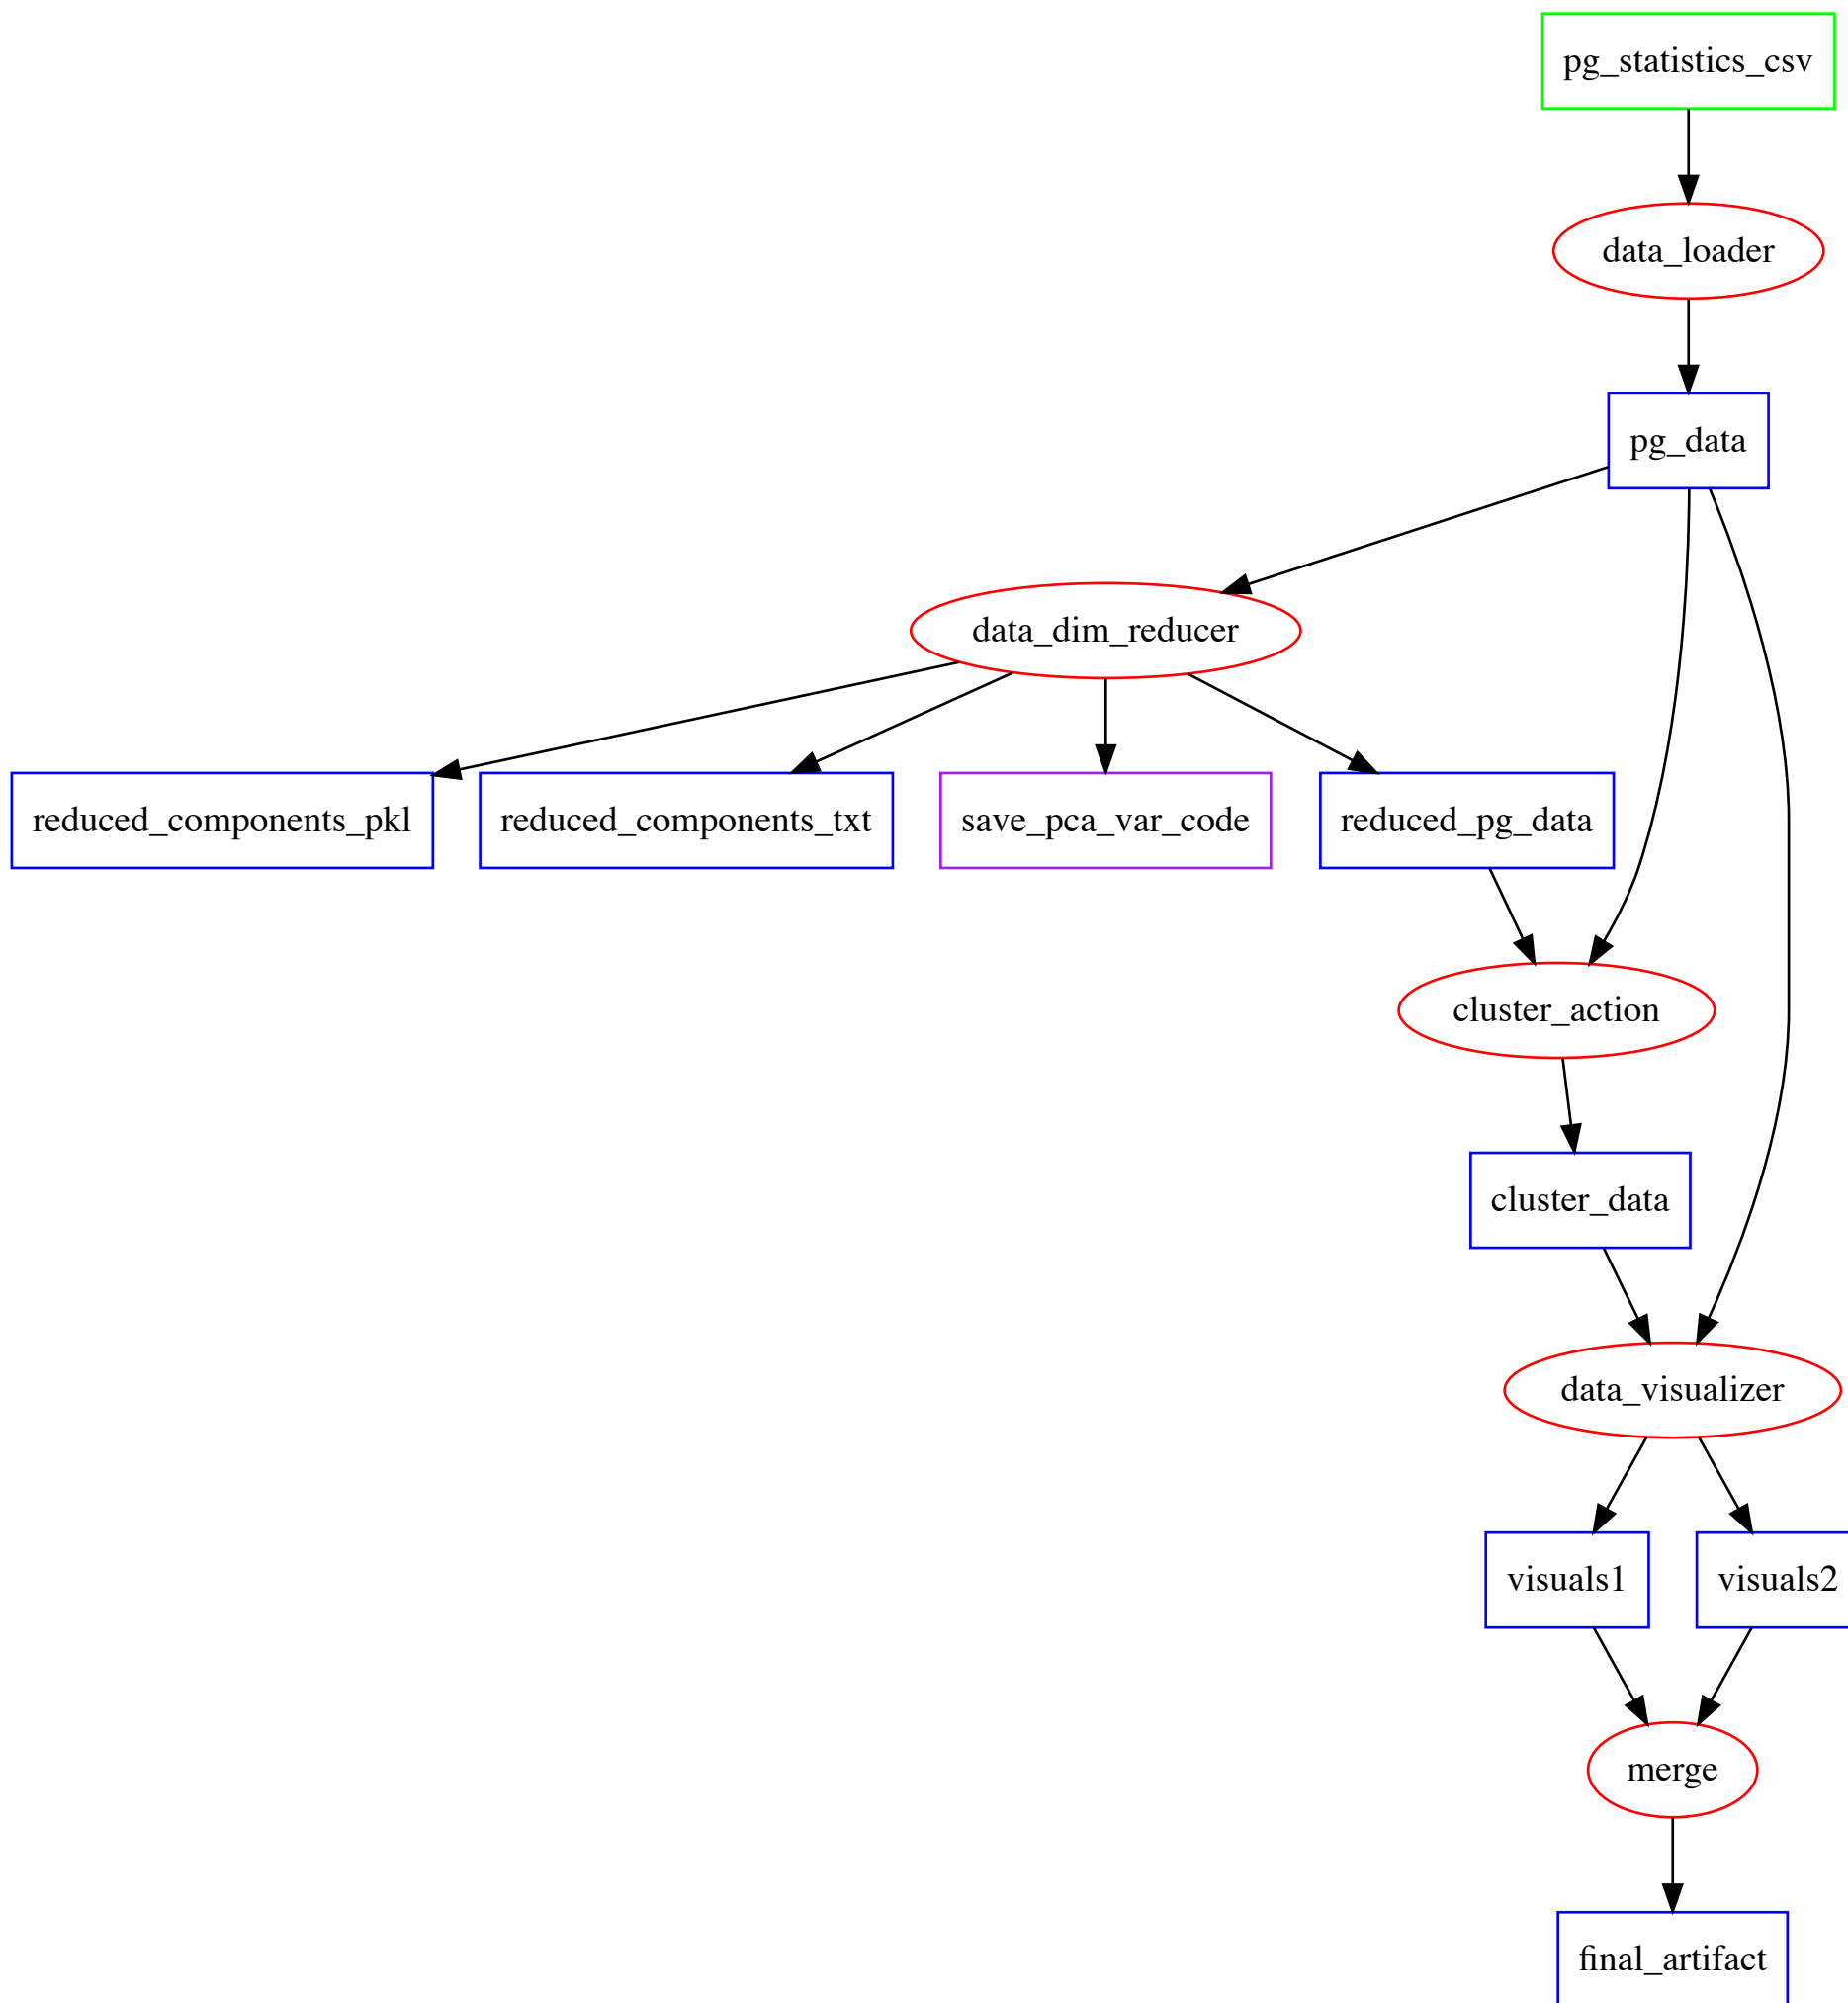 pg_statistics_csv
data_loader
pg_data
data_dim_reducer
reduced_components_pkl
reduced_components_txt
save_pca_var_code
reduced_pg_data
cluster_action
cluster_data
data_visualizer
visuals1
visuals2
merge
final_artifact